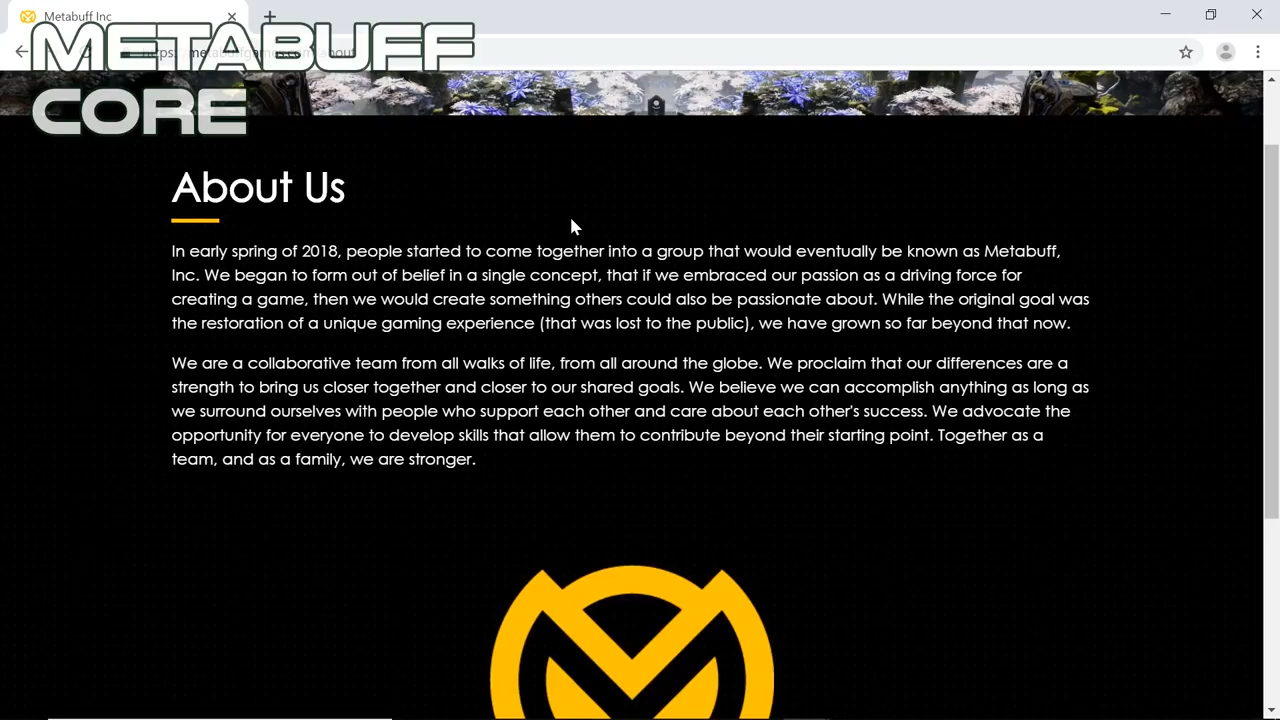 Metabuff Inc
METABUFF
CORE
About Us
In early spring of 2018, people started to come together into a group that would eventually be known as Metabuff,
Inc. We began to form out of belief in a single concept, that if we embraced our passion as a driving force for
creating a game, then we would create something others could also be passionate about. While the original goal was
the restoration of a unique gaming experience (that was lost to the public), we have grown so far beyond that now.
We are a collaborative team from all walks of life, from all around the globe. We proclaim that our differences are a
strength to bring us closer together and closer to our shared goals. We believe we can accomplish anything as long as
we surround ourselves with people who support each other and care about each other's success. We advocate the
opportunity for everyone to develop skills that allow them to contribute beyond their starting point. Together as a
team, and as a family, we are stronger.